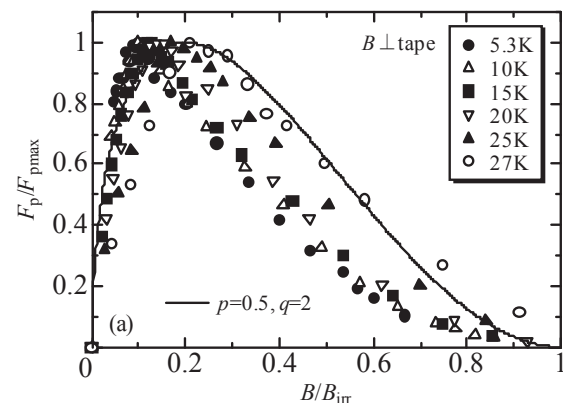 B⊥tape
5.3K
10K
15K
20K
25K
27K
F_p/F_pmax
1
0.8
0.6
0.4
0.2
0
(a)
p=0.5, q=2
0 0.2 0.4 0.6 0.8 1
B/B_irr